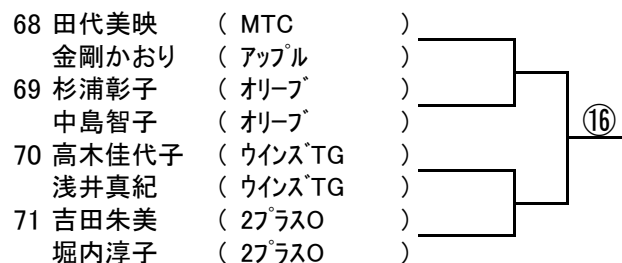 68 田代美映 ( MTC )
金剛かおり ( アップル )
69 杉浦彰子 ( オリーブ )
中島智子 ( オリーブ )
⑯
70 高木佳代子 ( ウインズTG )
浅井真紀 ( ウインズTG )
71 吉田朱美 ( 2プラスO )
堀内淳子 ( 2プラスO )